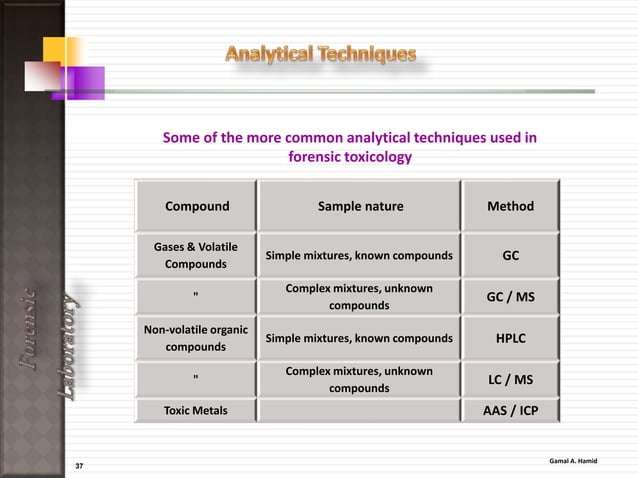 Analytical Techniques
Some of the more common analytical techniques used in
forensic toxicology
Compound
Sample nature
Method
Gases & Volatile
Compounds
Simple mixtures, known compounds
GC
"
Complex mixtures, unknown
compounds
GC / MS
Non-volatile organic
compounds
Simple mixtures, known compounds
HPLC
"
Complex mixtures, unknown
compounds
LC / MS
Toxic Metals
AAS / ICP
Forensic
Laboratory
37
Gamal A. Hamid